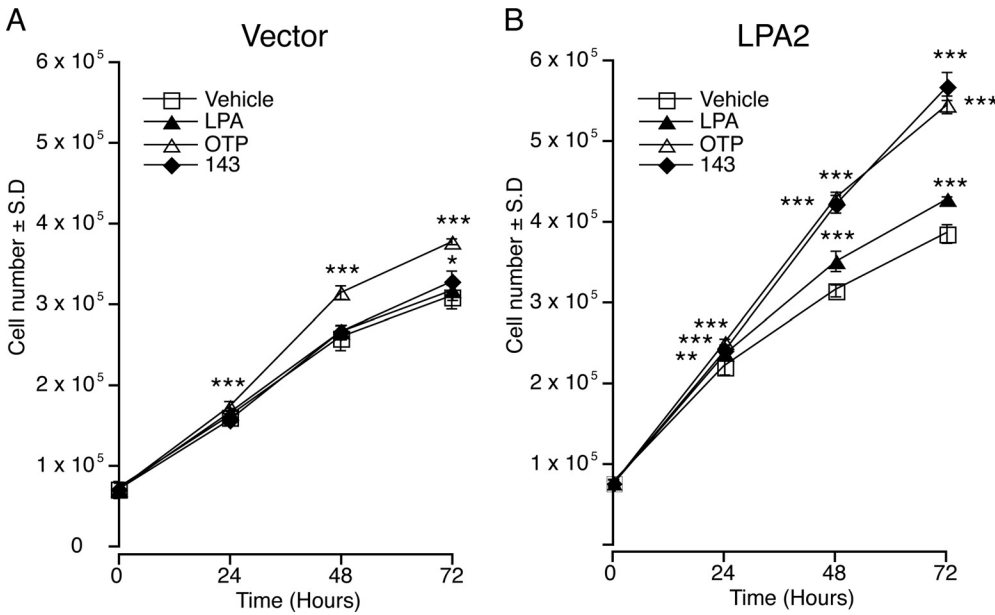 A
Vector
6 x 10⁵
5 x 10⁵
4 x 10⁵
3 x 10⁵
2 x 10⁵
1 x 10⁵
0
Cell number ± S.D
Vehicle
LPA
OTP
143
***
***
***
*
0 24 48 72
Time (Hours)
B
LPA2
6 x 10⁵
5 x 10⁵
4 x 10⁵
3 x 10⁵
2 x 10⁵
1 x 10⁵
Cell number ± S.D
Vehicle
LPA
OTP
143
***
***
***
***
***
***
***
***
**
0 24 48 72
Time (Hours)